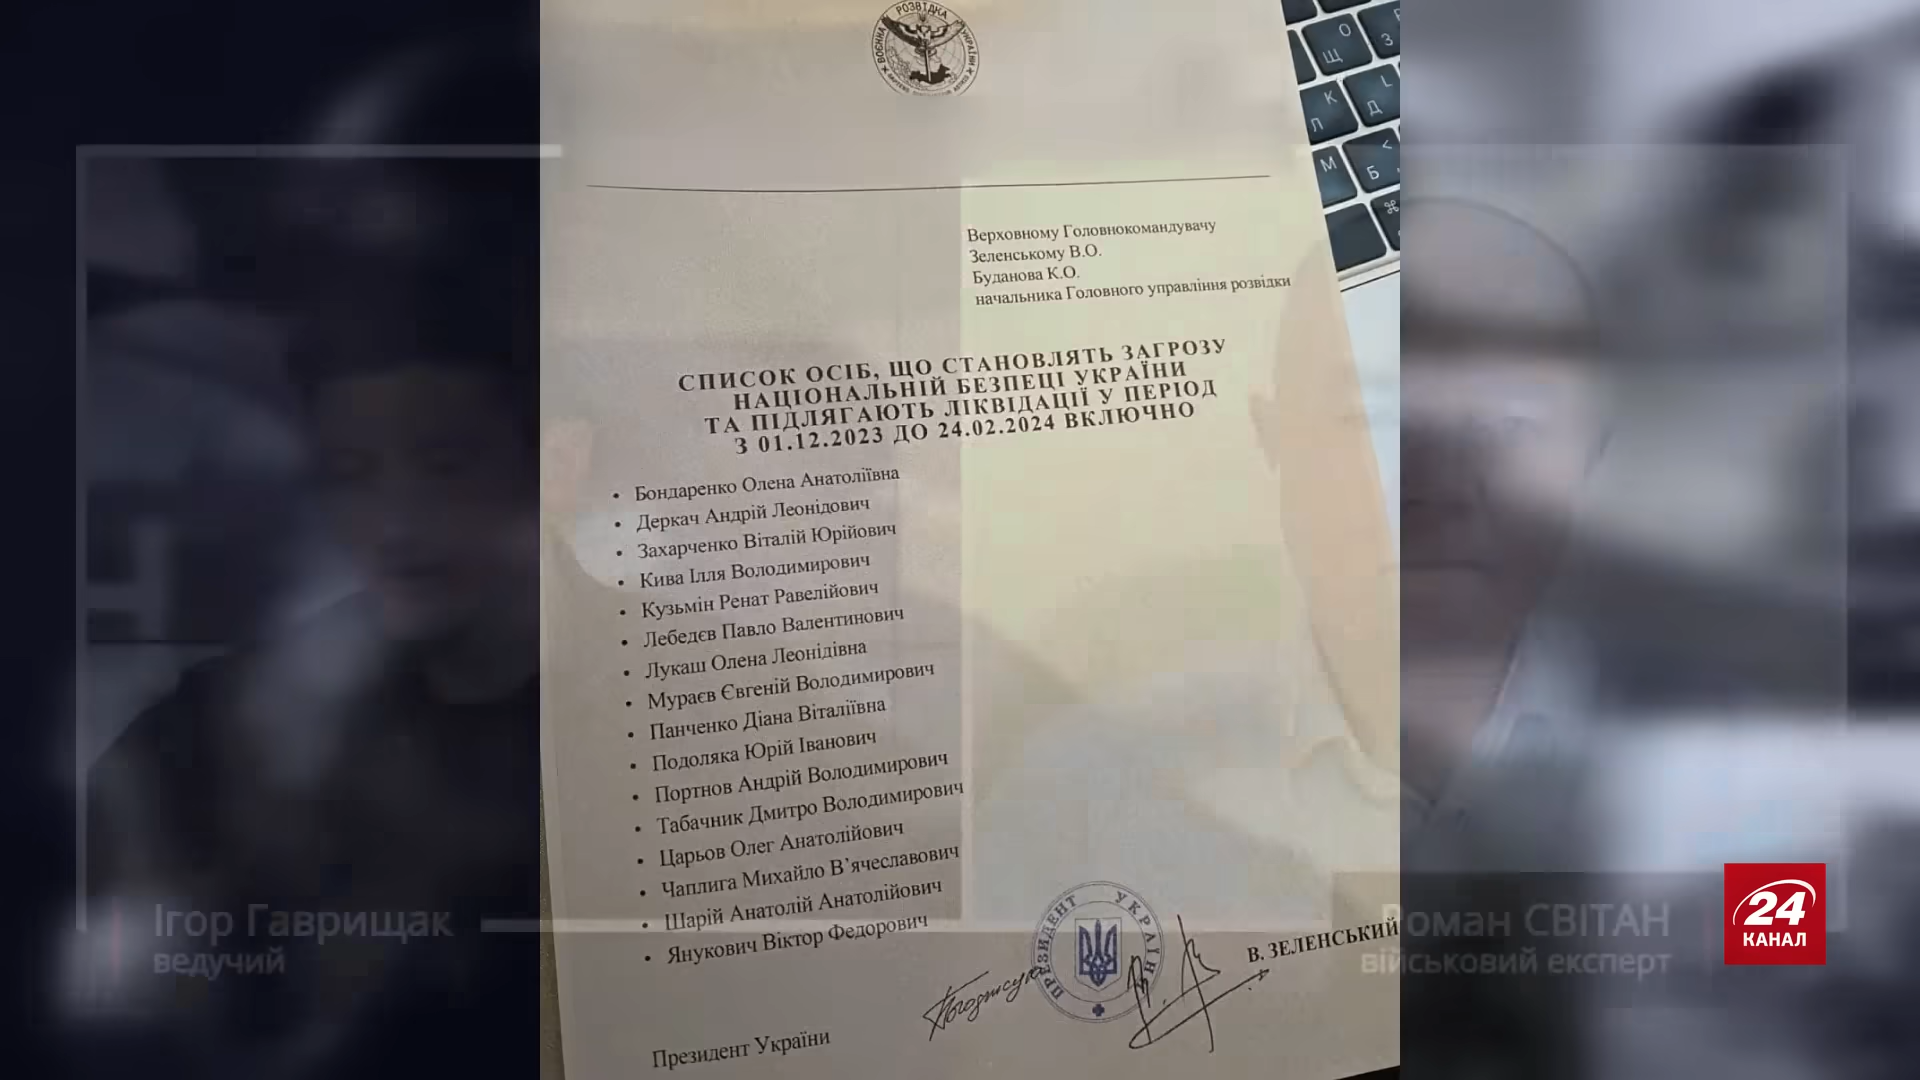 ВОЄННА РОЗВІДКА УКРАЇНИ
Верховному Головнокомандувачу
Зеленському В.О.
Буданова К.О.
начальника Головного управління розвідки
СПИСОК ОСІБ, ЩО СТАНОВЛЯТЬ ЗАГРОЗУ
НАЦІОНАЛЬНІЙ БЕЗПЕЦІ УКРАЇНИ
ТА ПІДЛЯГАЮТЬ ЛІКВІДАЦІЇ У ПЕРІОД
З 01.12.2023 ДО 24.02.2024 ВКЛЮЧНО
• Бондаренко Олена Анатоліївна
• Деркач Андрій Леонідович
• Захарченко Віталій Юрійович
• Кива Ілля Володимирович
• Кузьмін Ренат Равелійович
• Лебедєв Павло Валентинович
• Лукаш Олена Леонідівна
• Мураєв Євгеній Володимирович
• Панченко Діана Віталіївна
• Подоляка Юрій Іванович
• Портнов Андрій Володимирович
• Табачник Дмитро Володимирович
• Царьов Олег Анатолійович
• Чаплига Михайло В’ячеславович
• Шарій Анатолій Анатолійович
• Янукович Віктор Федорович
ПРЕЗИДЕНТ УКРАЇНИ
Погоджую
В. ЗЕЛЕНСЬКИЙ
Президент України
Ігор Гаврищак
ведучий
Роман СВІТАН
військовий експерт
24
КАНАЛ